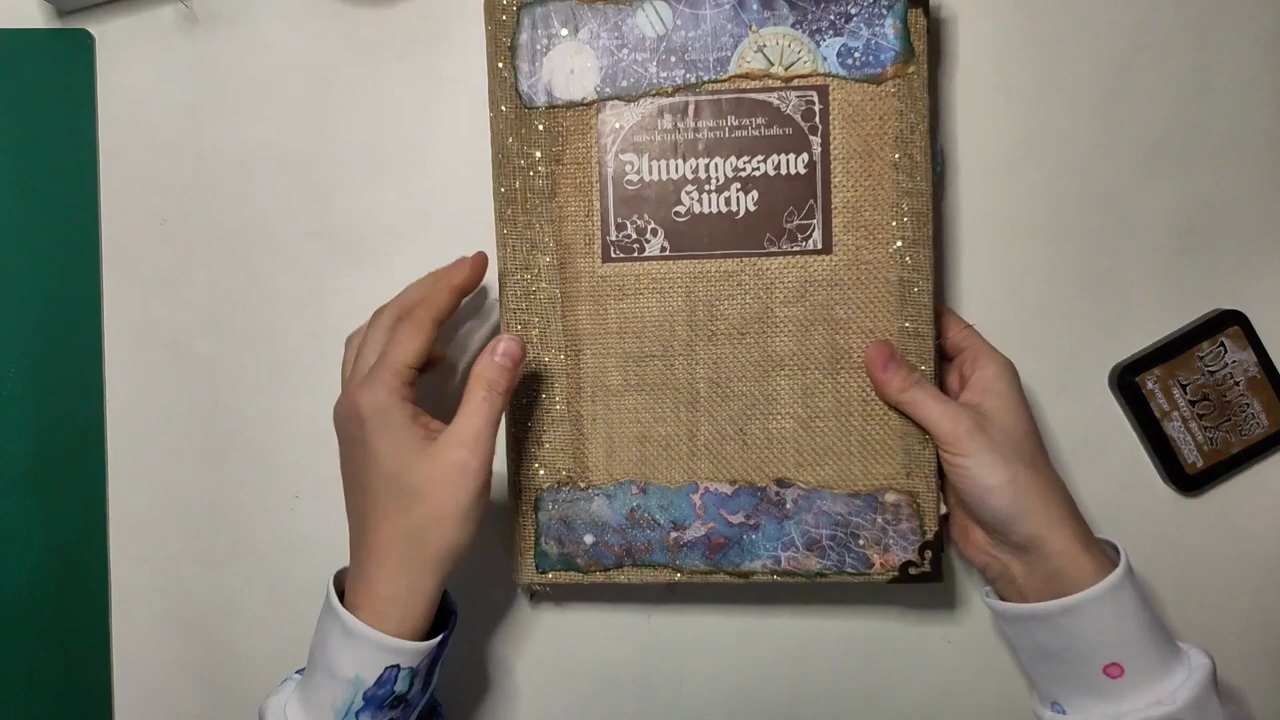 Die schönsten Rezepte
aus den deutschen Landschaften
Unvergessene
Küche
Distress
Ink